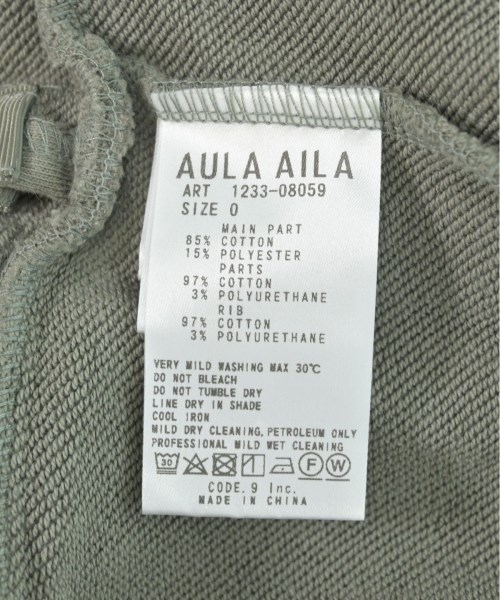 AULA AILA
ART 1233-08059
SIZE 0
MAIN PART
85% COTTON
15% POLYESTER
PARTS
97% COTTON
3% POLYURETHANE
RIB
97% COTTON
3% POLYURETHANE
VERY MILD WASHING MAX 30℃
DO NOT BLEACH
DO NOT TUMBLE DRY
LINE DRY IN SHADE
COOL IRON
MILD DRY CLEANING, PETROLEUM ONLY
PROFESSIONAL MILD WET CLEANING
30 F W
CODE. 9 Inc.
MADE IN CHINA